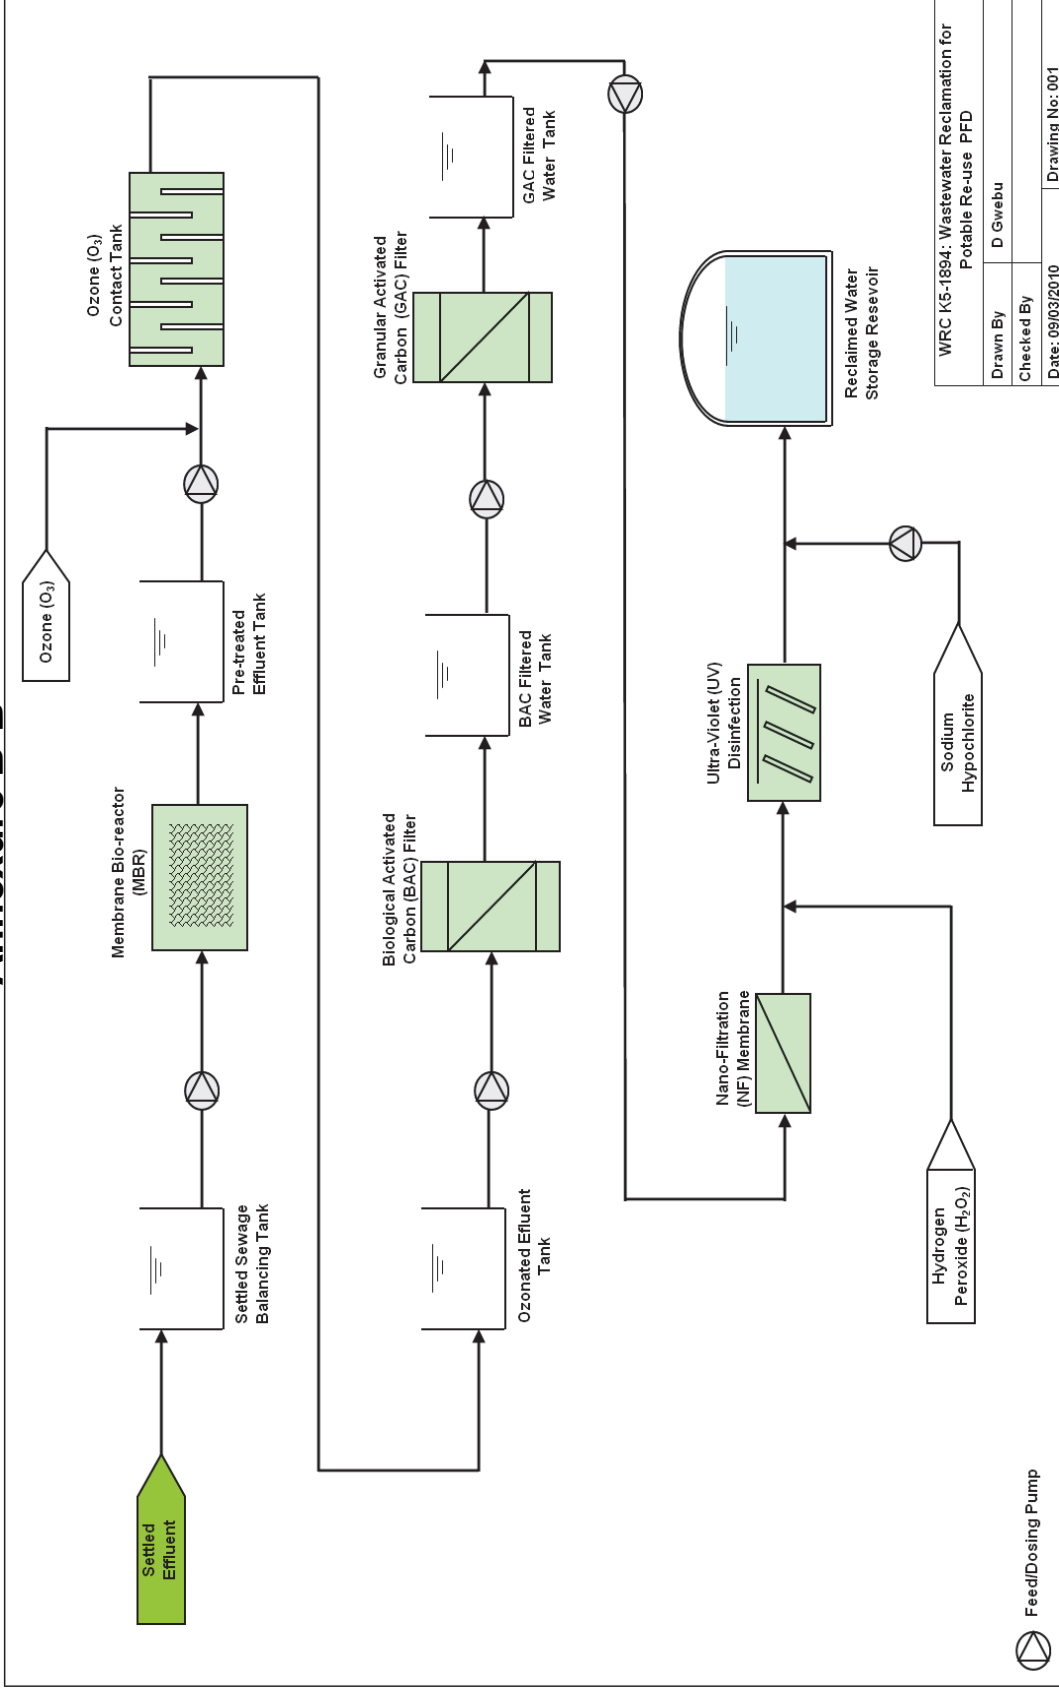 Settled
Effluent
Settled Sewage
Balancing Tank
Membrane Bio-reactor
(MBR)
Pre-treated
Effluent Tank
Ozone (O₃)
Ozone (O₃)
Contact Tank
Ozonated Efluent
Tank
Biological Activated
Carbon (BAC) Filter
BAC Filtered
Water Tank
Granular Activated
Carbon (GAC) Filter
GAC Filtered
Water Tank
Nano-Filtration
(NF) Membrane
Hydrogen
Peroxide (H₂O₂)
Ultra-Violet (UV)
Disinfection
Sodium
Hypochlorite
Reclaimed Water
Storage Resevoir
Feed/Dosing Pump
WRC K5-1894: Wastewater Reclamation for
Potable Re-use PFD
Drawn By
D Gwebu
Checked By
Date: 09/03/2010
Drawing No: 001